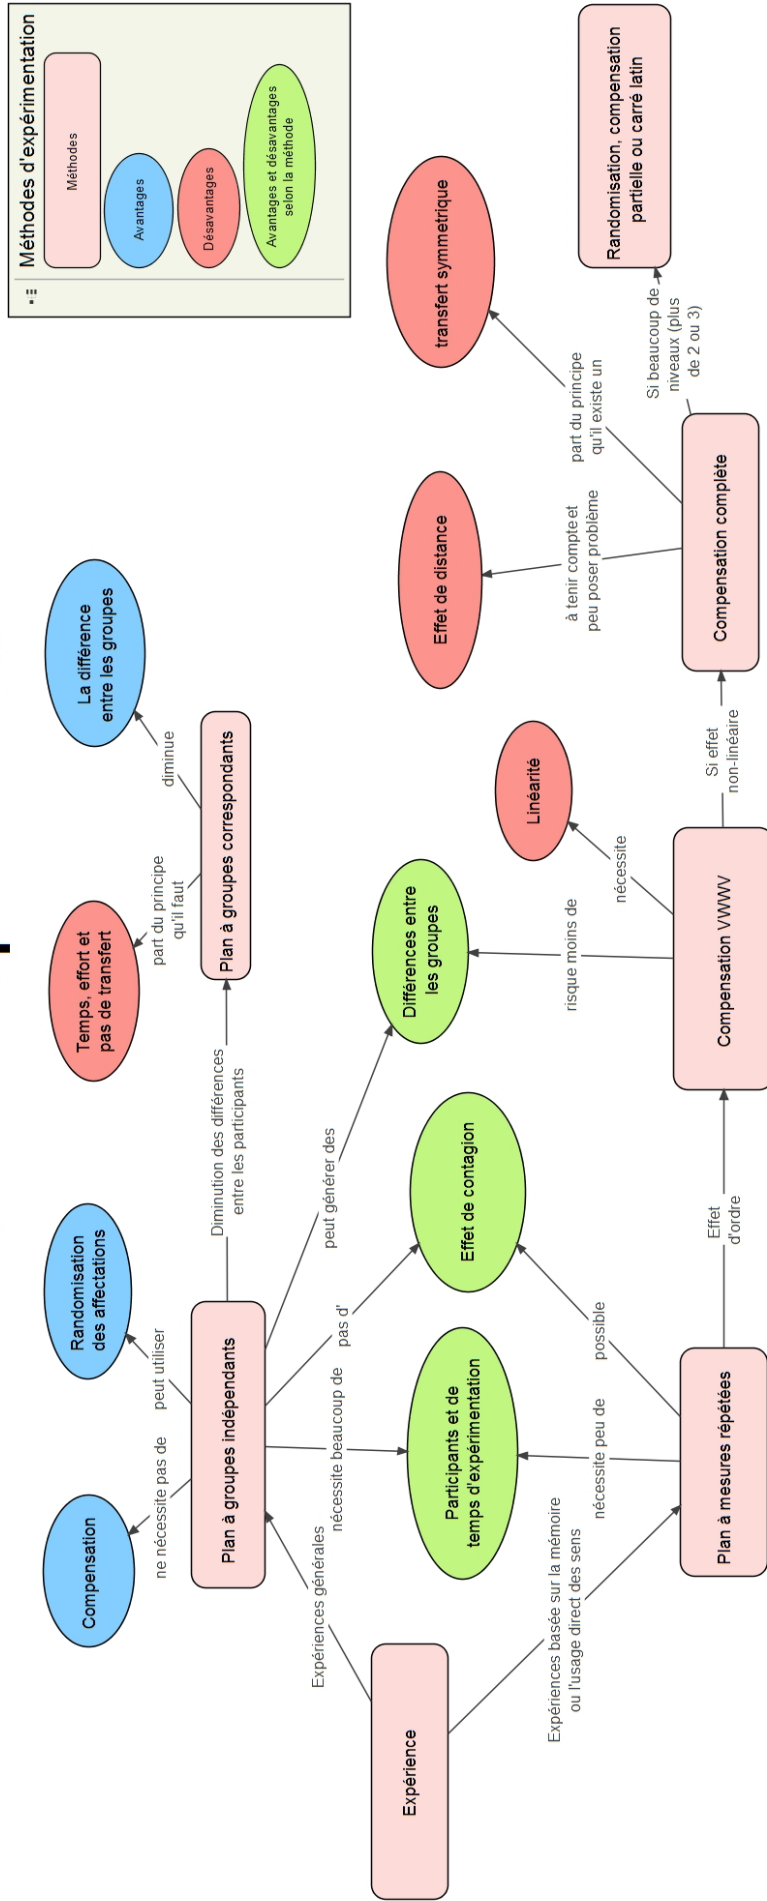 Méthodes d'expérimentation
Méthodes
Avantages
Désavantages
Avantages et désavantages
selon la méthode
Compensation
Randomisation
des affectations
Temps, effort et
pas de transfert
La différence
entre les groupes
ne nécessite pas de
peut utiliser
part du principe
qu'il faut
diminue
Plan à groupes indépendants
Diminution des différences
entre les participants
Plan à groupes correspondants
Expériences générales
nécessite beaucoup de
pas d'
peut générer des
Expérience
Participants et de
temps d'expérimentation
Effet de contagion
Différences entre
les groupes
Linéarité
Effet de distance
transfert symmetrique
Expériences basée sur la mémoire
ou l'usage direct des sens
nécessite peu de
possible
risque moins de
nécessite
à tenir compte et
peu poser problème
part du principe
qu'il existe un
Plan à mesures répétées
Effet
d'ordre
Compensation VWWV
Si effet
non-linéaire
Compensation complète
Si beaucoup de
niveaux (plus
de 2 ou 3)
Randomisation, compensation
partielle ou carré latin